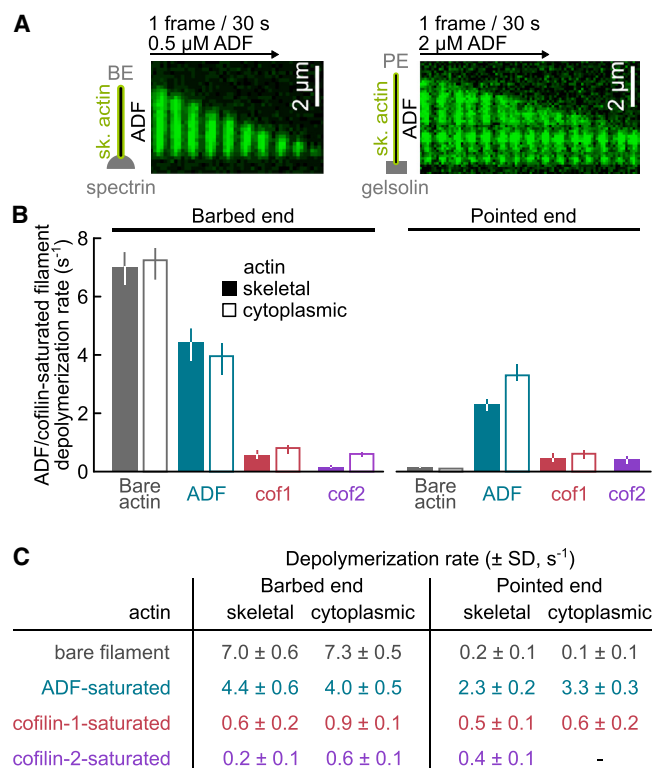 A
1 frame / 30 s
0.5 µM ADF
BE
sk. actin
ADF
spectrin
2 µm
1 frame / 30 s
2 µM ADF
PE
sk. actin
ADF
gelsolin
2 µm
B
Barbed end
Pointed end
ADF/cofilin-saturated filament
depolymerization rate (s⁻¹)
8
6
4
2
0
actin
skeletal
cytoplasmic
Bare
actin
ADF
cof1
cof2
Bare
actin
ADF
cof1
cof2
C
Depolymerization rate (± SD, s⁻¹)
Barbed end Pointed end
actin skeletal cytoplasmic skeletal cytoplasmic
bare filament 7.0 ± 0.6 7.3 ± 0.5 0.2 ± 0.1 0.1 ± 0.1
ADF-saturated 4.4 ± 0.6 4.0 ± 0.5 2.3 ± 0.2 3.3 ± 0.3
cofilin-1-saturated 0.6 ± 0.2 0.9 ± 0.1 0.5 ± 0.1 0.6 ± 0.2
cofilin-2-saturated 0.2 ± 0.1 0.6 ± 0.1 0.4 ± 0.1 -